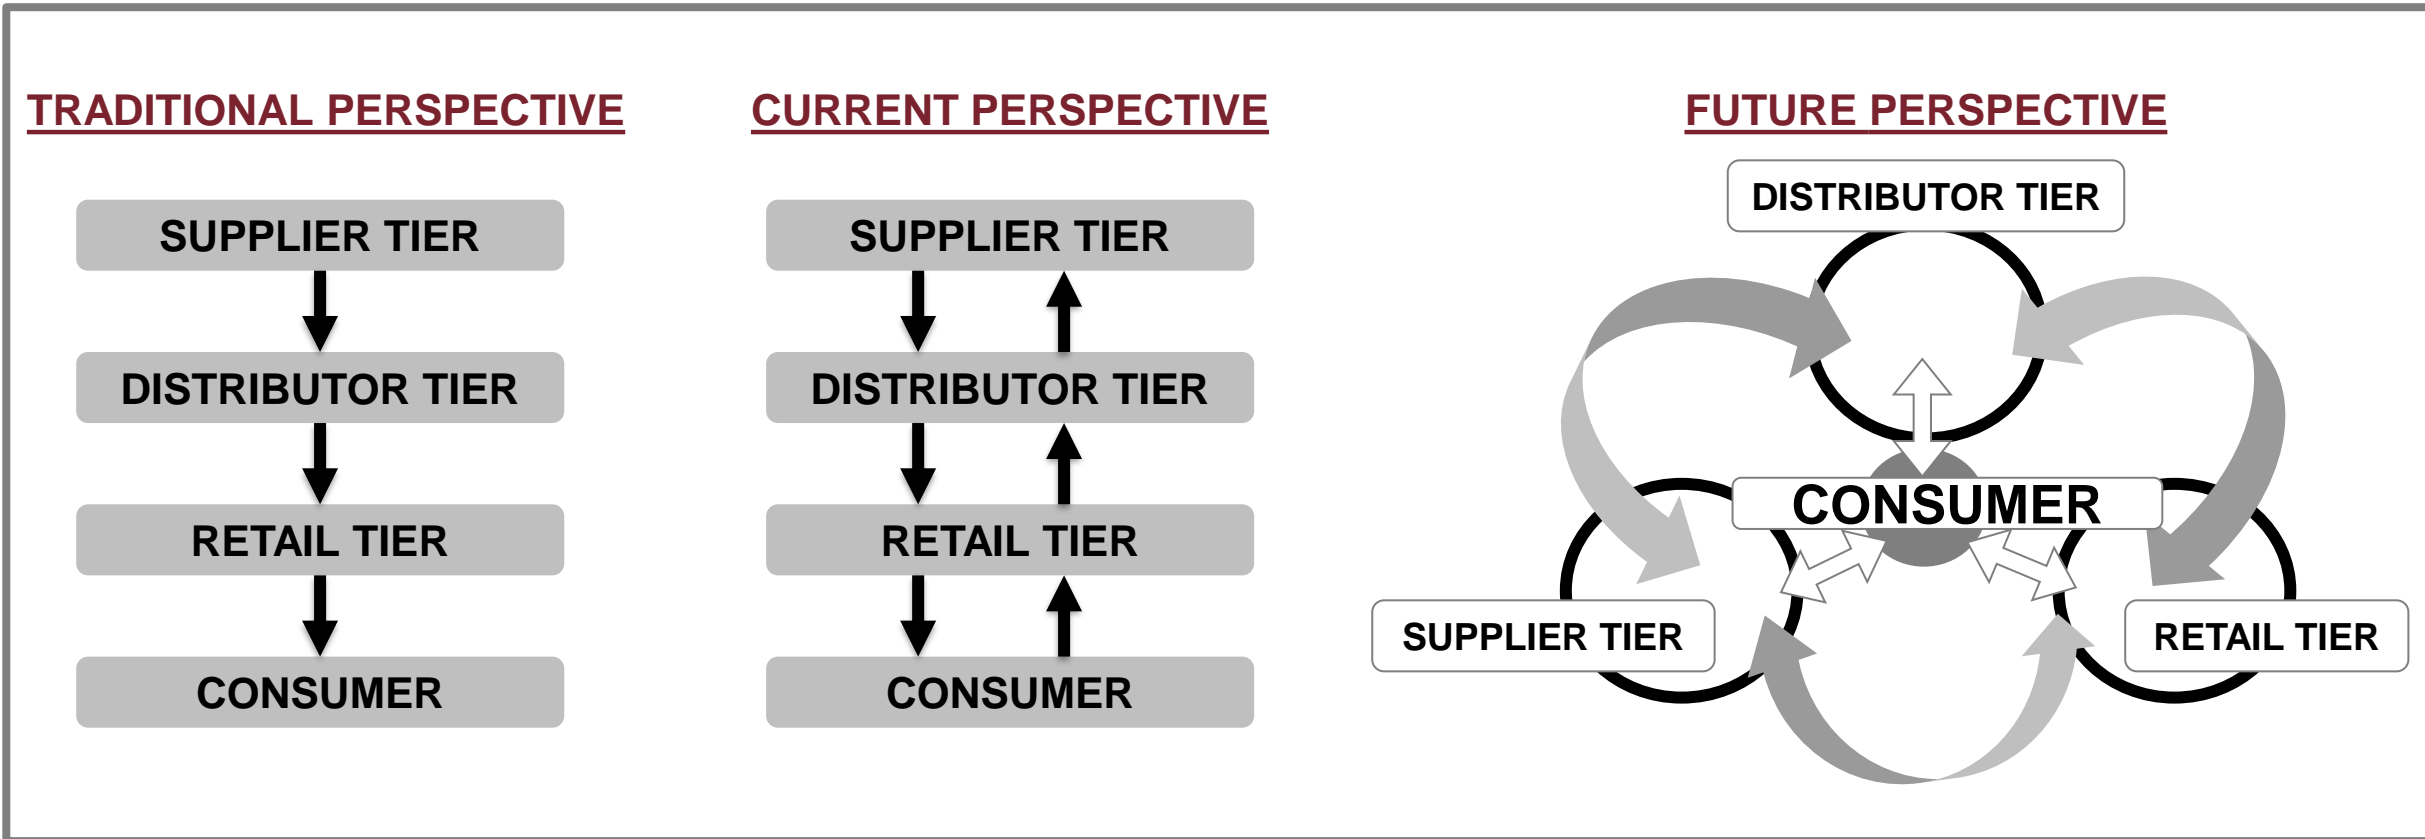 TRADITIONAL PERSPECTIVE
SUPPLIER TIER
DISTRIBUTOR TIER
RETAIL TIER
CONSUMER
CURRENT PERSPECTIVE
SUPPLIER TIER
DISTRIBUTOR TIER
RETAIL TIER
CONSUMER
FUTURE PERSPECTIVE
DISTRIBUTOR TIER
CONSUMER
SUPPLIER TIER
RETAIL TIER